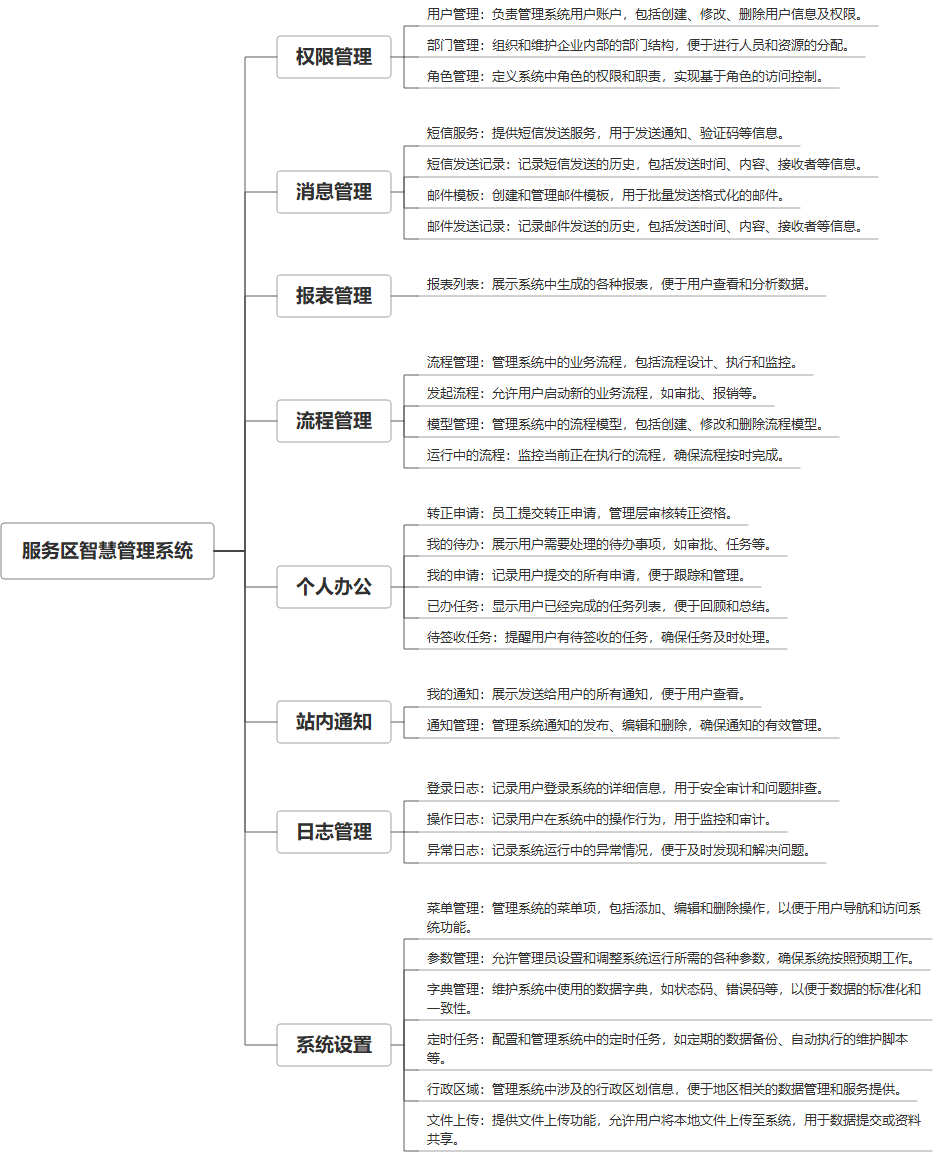 服务区智慧管理系统
权限管理
用户管理：负责管理系统用户账户，包括创建、修改、删除用户信息及权限。
部门管理：组织和维护企业内部的部门结构，便于进行人员和资源的分配。
角色管理：定义系统中角色的权限和职责，实现基于角色的访问控制。
消息管理
短信服务：提供短信发送服务，用于发送通知、验证码等信息。
短信发送记录：记录短信发送的历史，包括发送时间、内容、接收者等信息。
邮件模板：创建和管理邮件模板，用于批量发送格式化的邮件。
邮件发送记录：记录邮件发送的历史，包括发送时间、内容、接收者等信息。
报表管理
报表列表：展示系统中生成的各种报表，便于用户查看和分析数据。
流程管理
流程管理：管理系统中的业务流程，包括流程设计、执行和监控。
发起流程：允许用户启动新的业务流程，如审批、报销等。
模型管理：管理系统中的流程模型，包括创建、修改和删除流程模型。
运行中的流程：监控当前正在执行的流程，确保流程按时完成。
个人办公
转正申请：员工提交转正申请，管理层审核转正资格。
我的待办：展示用户需要处理的待办事项，如审批、任务等。
我的申请：记录用户提交的所有申请，便于跟踪和管理。
已办任务：显示用户已经完成的任务列表，便于回顾和总结。
待签收任务：提醒用户有待签收的任务，确保任务及时处理。
站内通知
我的通知：展示发送给用户的所有通知，便于用户查看。
通知管理：管理系统通知的发布、编辑和删除，确保通知的有效管理。
日志管理
登录日志：记录用户登录系统的详细信息，用于安全审计和问题排查。
操作日志：记录用户在系统中的操作行为，用于监控和审计。
异常日志：记录系统运行中的异常情况，便于及时发现和解决问题。
系统设置
菜单管理：管理系统的菜单项，包括添加、编辑和删除操作，以便于用户导航和访问系
统功能。
参数管理：允许管理员设置和调整系统运行所需的各种参数，确保系统按照预期工作。
字典管理：维护系统中使用的数据字典，如状态码、错误码等，以便于数据的标准化和
一致性。
定时任务：配置和管理系统中的定时任务，如定期的数据备份、自动执行的维护脚本
等。
行政区域：管理系统中涉及的行政区划信息，便于地区相关的数据管理和服务提供。
文件上传：提供文件上传功能，允许用户将本地文件上传至系统，用于数据提交或资料
共享。